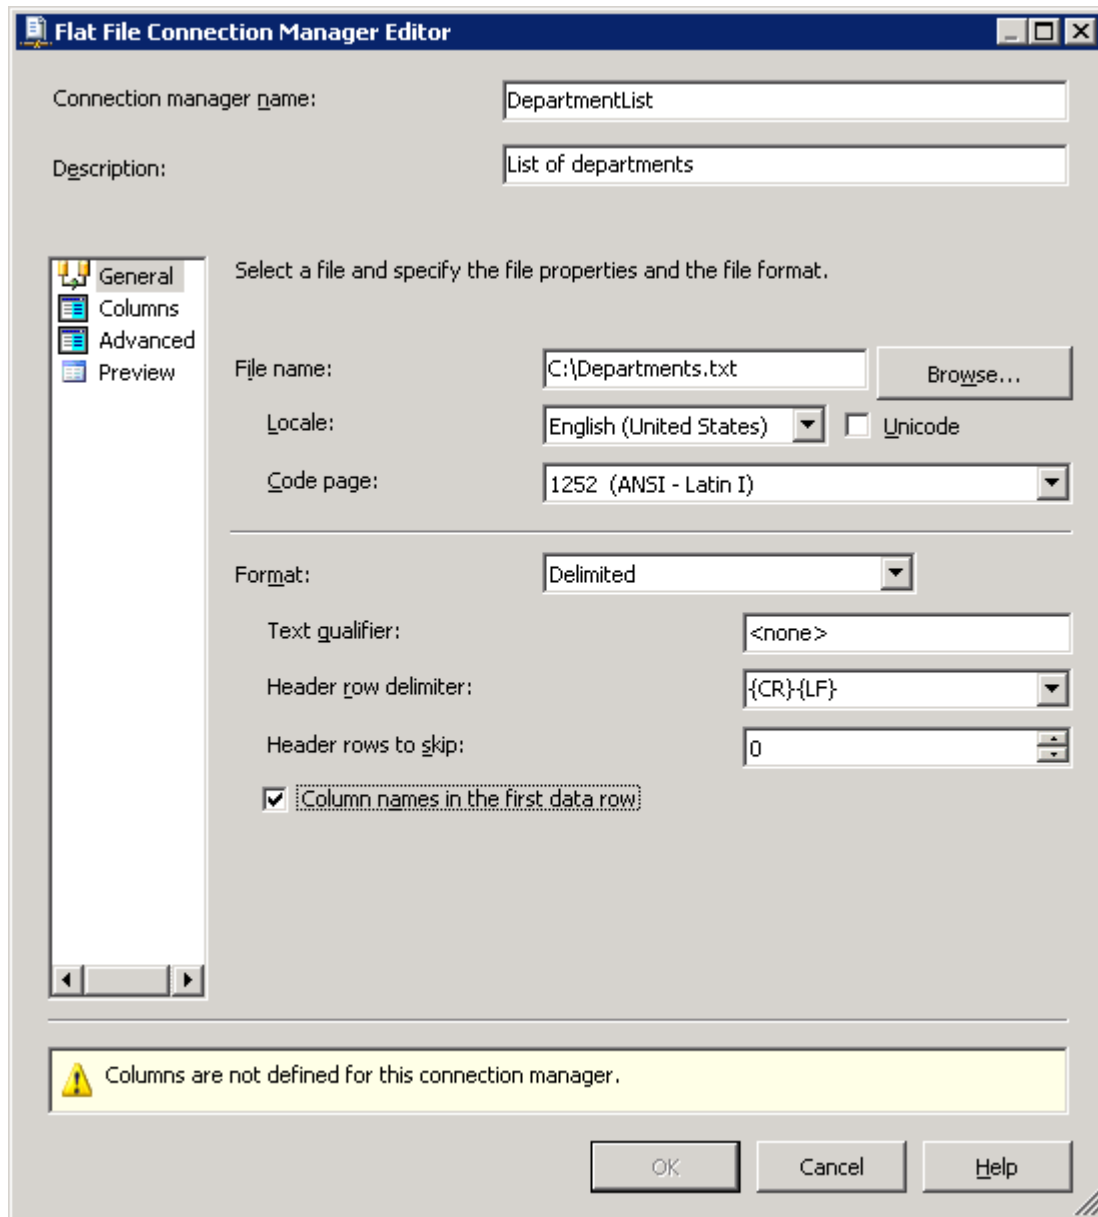 Flat File Connection Manager Editor
Connection manager name: DepartmentList
Description: List of departments
General
Columns
Advanced
Preview
Select a file and specify the file properties and the file format.
File name: C:\Departments.txt Browse...
Locale: English (United States) Unicode
Code page: 1252 (ANSI - Latin I)
Format: Delimited
Text qualifier: <none>
Header row delimiter: {CR}{LF}
Header rows to skip: 0
Column names in the first data row
Columns are not defined for this connection manager.
OK Cancel Help